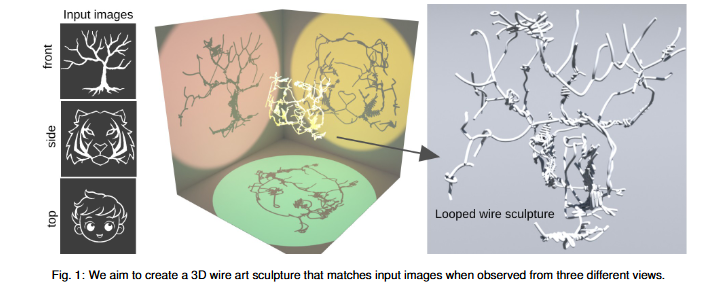 Input images
front
side
top
Looped wire sculpture
Fig. 1: We aim to create a 3D wire art sculpture that matches input images when observed from three different views.